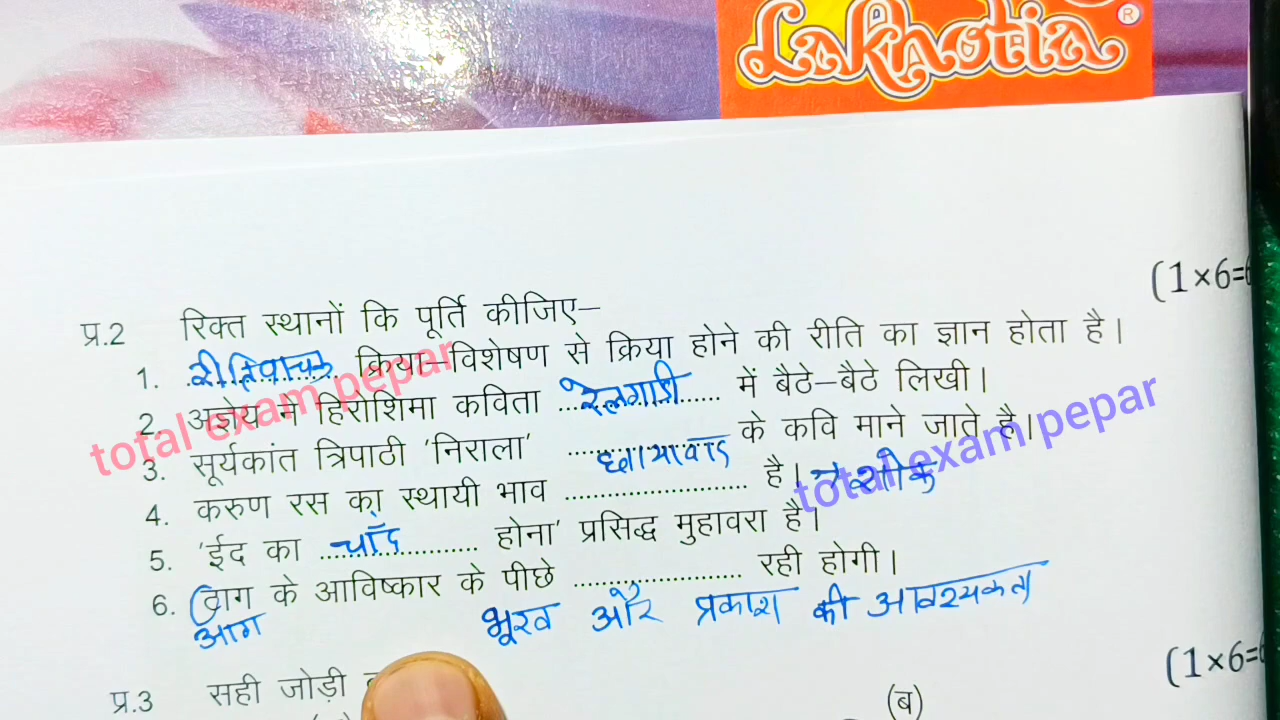 Lakhotia ®
(1×6=6
प्र.2 रिक्त स्थानों कि पूर्ति कीजिए–
1. रीतिवाचक क्रिया–विशेषण से क्रिया होने की रीति का ज्ञान होता है।
2. अज्ञेय ने हिरोशिमा कविता ...रेलगाडी... में बैठे–बैठे लिखी।
3. सूर्यकांत त्रिपाठी 'निराला' ...छायावाद... के कवि माने जाते है।
4. करुण रस का स्थायी भाव ........................ है। → शोक
5. 'ईद का ...चाँद... होना' प्रसिद्ध मुहावरा है।
6. द्राग के आविष्कार के पीछे ...................... रही होगी।
आग भूख और प्रकाश की आवश्यकता
(1×6=6
प्र.3 सही जोड़ी
(ब)
total exam pepar
total exam pepar